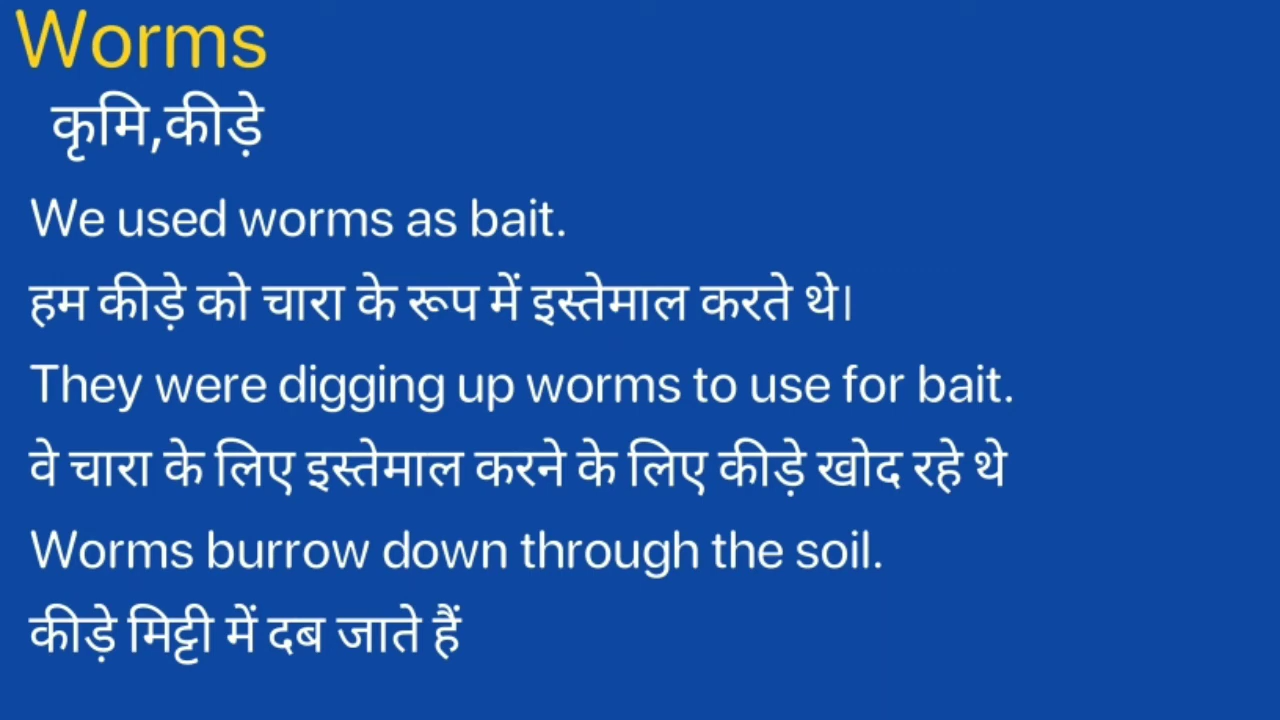 Worms
कृमि,कीड़े
We used worms as bait.
हम कीड़े को चारा के रूप में इस्तेमाल करते थे।
They were digging up worms to use for bait.
वे चारा के लिए इस्तेमाल करने के लिए कीड़े खोद रहे थे
Worms burrow down through the soil.
कीड़े मिट्टी में दब जाते हैं